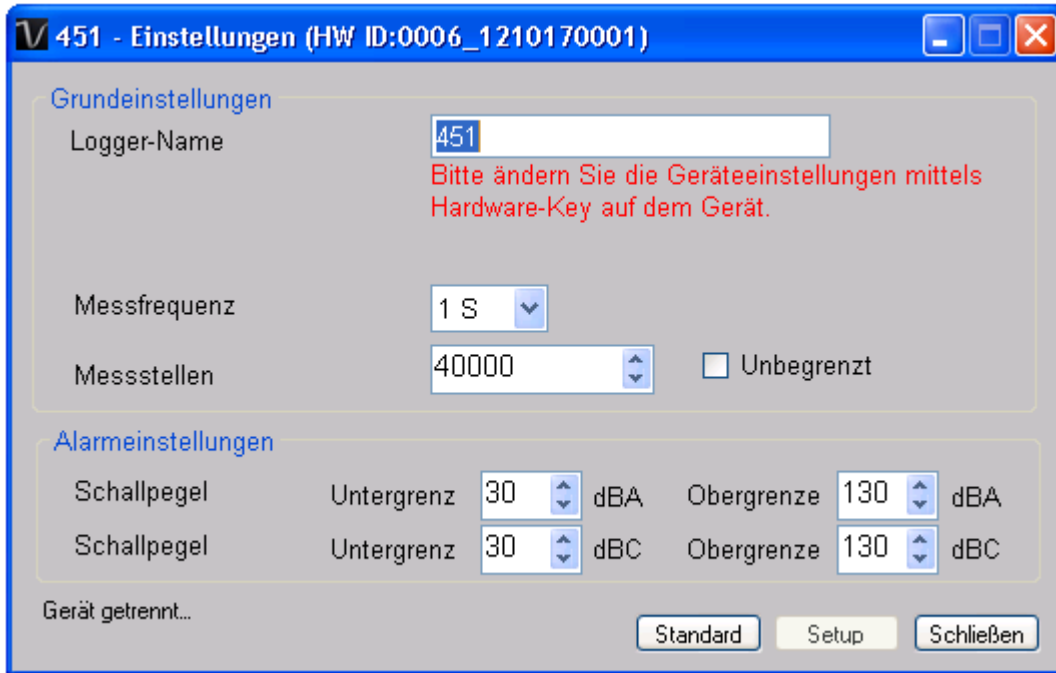 451 - Einstellungen (HW ID:0006_1210170001)
Grundeinstellungen
Logger-Name 451
Bitte ändern Sie die Geräteeinstellungen mittels
Hardware-Key auf dem Gerät.
Messfrequenz 1 S
Messstellen 40000 Unbegrenzt
Alarmeinstellungen
Schallpegel Untergrenz 30 dBA Obergrenze 130 dBA
Schallpegel Untergrenz 30 dBC Obergrenze 130 dBC
Gerät getrennt...
Standard Setup Schließen